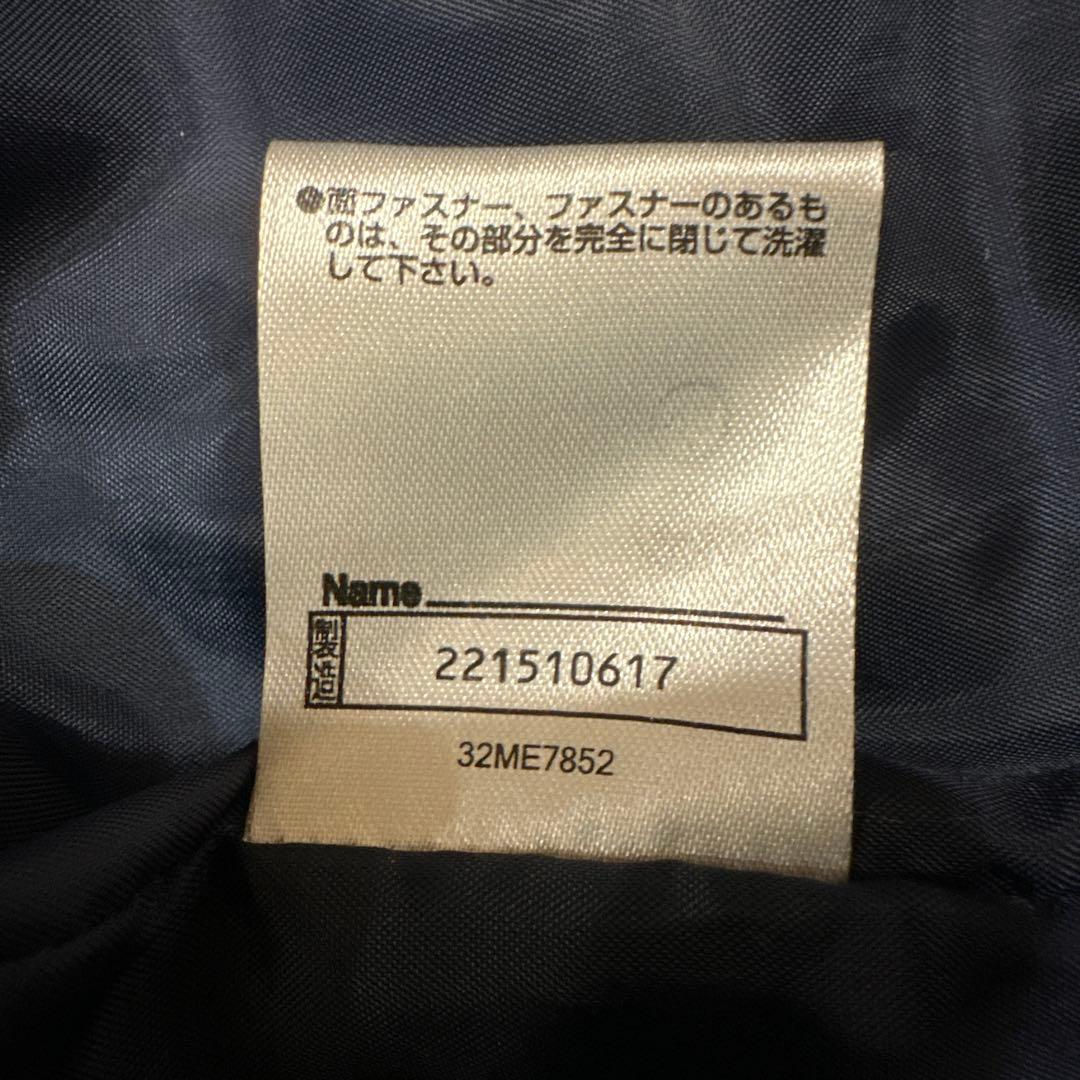 ●面ファスナー、ファスナーのあるも
のは、その部分を完全に閉じて洗濯
して下さい。
Name
製造
221510617
32ME7852